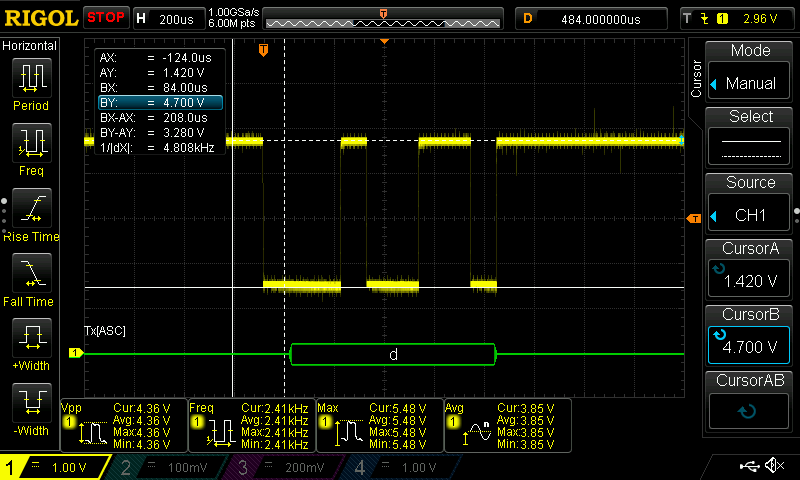 RIGOL STOP H 200us 1.00GSa/s 6.00M pts T D 484.000000us T 1 2.96 V
Horizontal
Period
Freq
Rise Time
Fall Time
+Width
-Width
T
AX: = -124.0us
AY: = 1.420 V
BX: = 84.00us
BY: = 4.700 V
BX-AX: = 208.0us
BY-AY: = 3.280 V
1/|dX|: = 4.808kHz
T
Tx[ASC]
1
d
Cursor
Mode
Manual
Select
Source
CH1
CursorA
1.420 V
CursorB
4.700 V
CursorAB
Vpp
1
Cur:4.36 V
Avg: 4.36 V
Max:4.36 V
Min: 4.36 V
Freq
1
Cur:2.41kHz
Avg: 2.41kHz
Max:2.41kHz
Min: 2.41kHz
Max
1
Cur:5.48 V
Avg: 5.48 V
Max:5.48 V
Min: 5.48 V
Avg
1
Cur:3.85 V
Avg: 3.85 V
Max:3.85 V
Min: 3.85 V
1 1.00 V 2 100mV 3 200mV 4 1.00 V